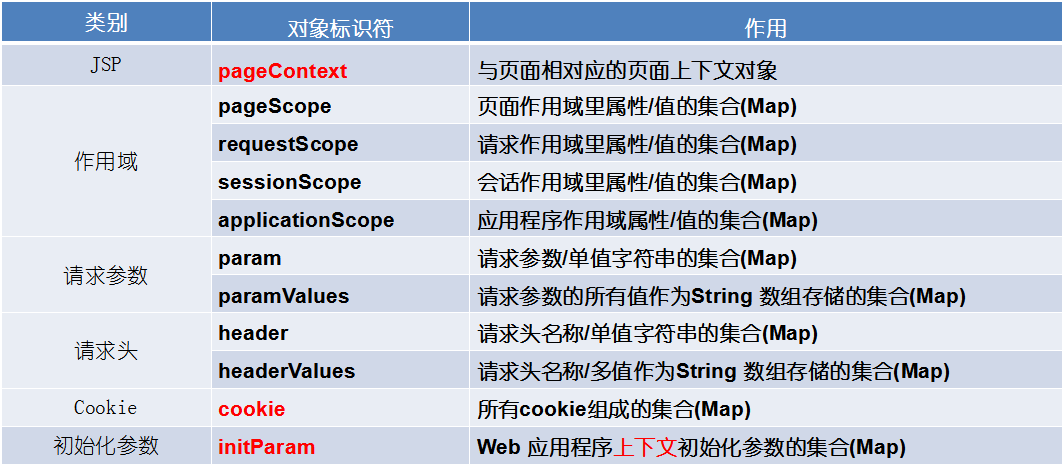 类别 对象标识符 作用
JSP pageContext 与页面相对应的页面上下文对象
作用域 pageScope 页面作用域里属性/值的集合(Map)
requestScope 请求作用域里属性/值的集合(Map)
sessionScope 会话作用域里属性/值的集合(Map)
applicationScope 应用程序作用域属性/值的集合(Map)
请求参数 param 请求参数/单值字符串的集合(Map)
paramValues 请求参数的所有值作为String 数组存储的集合(Map)
请求头 header 请求头名称/单值字符串的集合(Map)
headerValues 请求头名称/多值作为String 数组存储的集合(Map)
Cookie cookie 所有cookie组成的集合(Map)
初始化参数 initParam Web 应用程序上下文初始化参数的集合(Map)